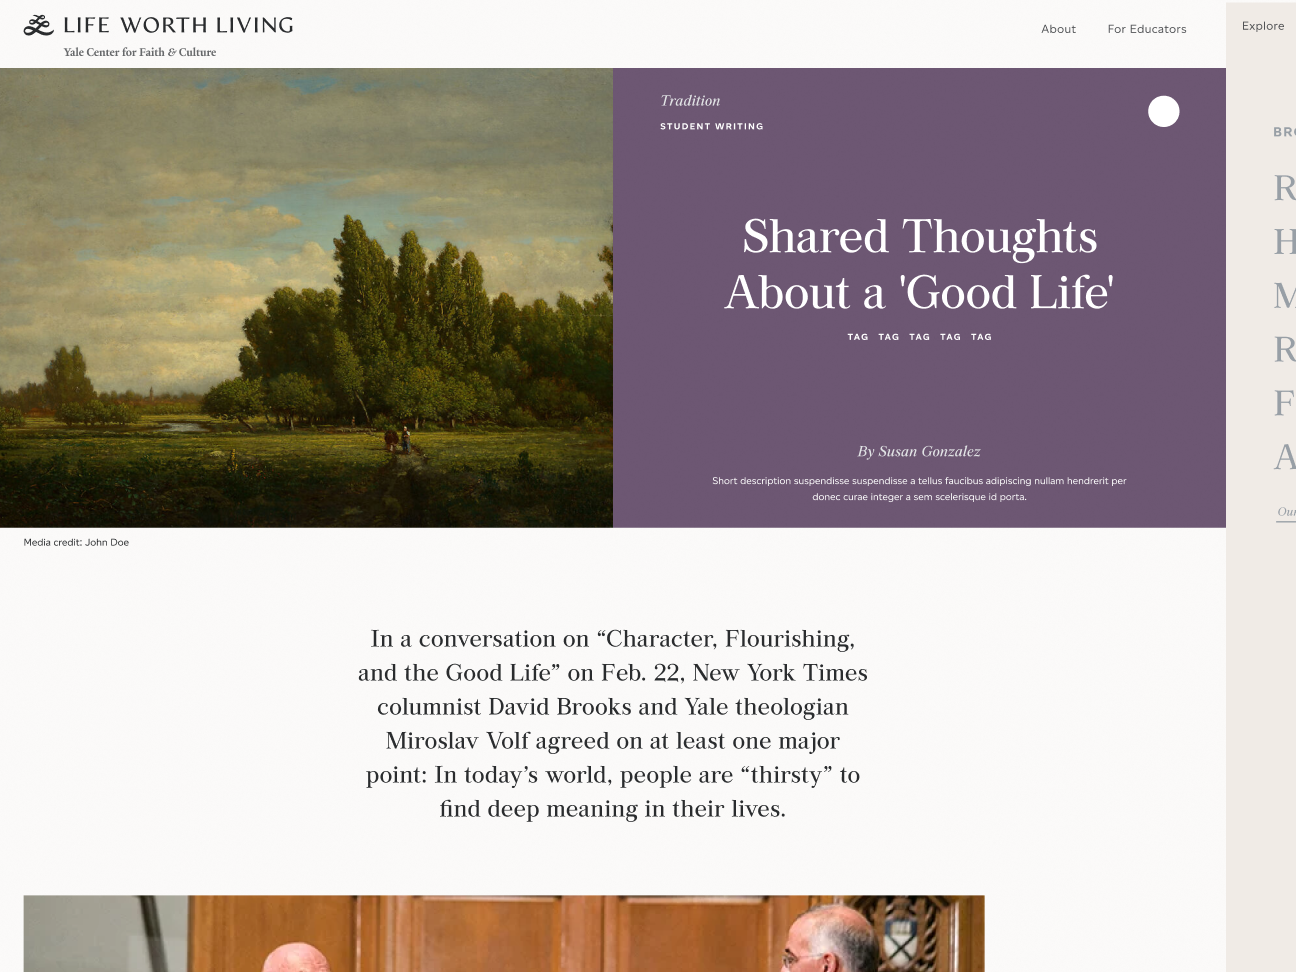 LIFE WORTH LIVING
Yale Center for Faith & Culture
About
For Educators
Explore
Tradition
STUDENT WRITING
Shared Thoughts
About a 'Good Life'
TAG TAG TAG TAG TAG
By Susan Gonzalez
Short description suspendisse suspendisse a tellus faucibus adipiscing nullam hendrerit per
donec curae integer a sem scelerisque id porta.
Media credit: John Doe
In a conversation on “Character, Flourishing,
and the Good Life” on Feb. 22, New York Times
columnist David Brooks and Yale theologian
Miroslav Volf agreed on at least one major
point: In today’s world, people are “thirsty” to
find deep meaning in their lives.
R
H
M
R
F
A
Our